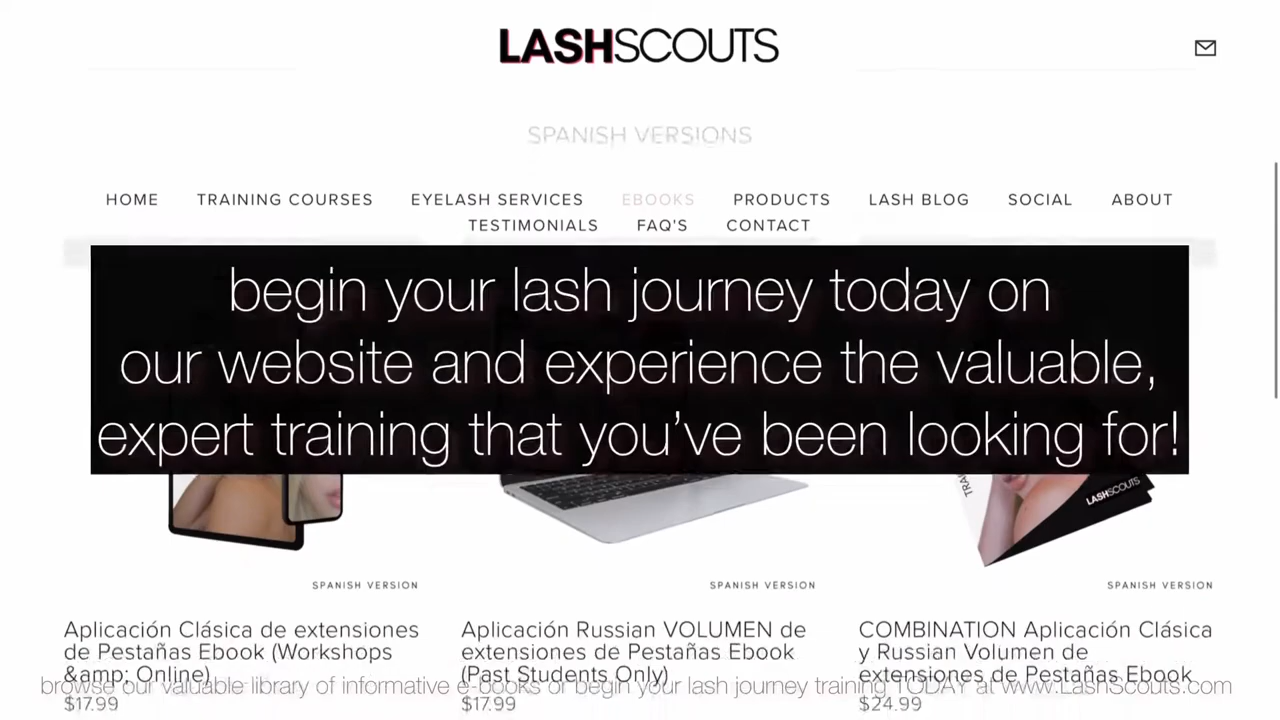 LASHSCOUTS
SPANISH VERSIONS
HOME TRAINING COURSES EYELASH SERVICES EBOOKS PRODUCTS LASH BLOG SOCIAL ABOUT
TESTIMONIALS FAQ'S CONTACT
begin your lash journey today on
our website and experience the valuable,
expert training that you've been looking for!
LASHSCOUTS
SPANISH VERSION SPANISH VERSION SPANISH VERSION
Aplicación Clásica de extensiones
de Pestañas Ebook (Workshops
&amp; Online)
$17.99
Aplicación Russian VOLUMEN de
extensiones de Pestañas Ebook
(Past Students Only)
$17.99
COMBINATION Aplicación Clásica
y Russian Volumen de
extensiones de Pestañas Ebook
$24.99
browse our valuable library of informative e-books or begin your lash journey training TODAY at www.LashScouts.com